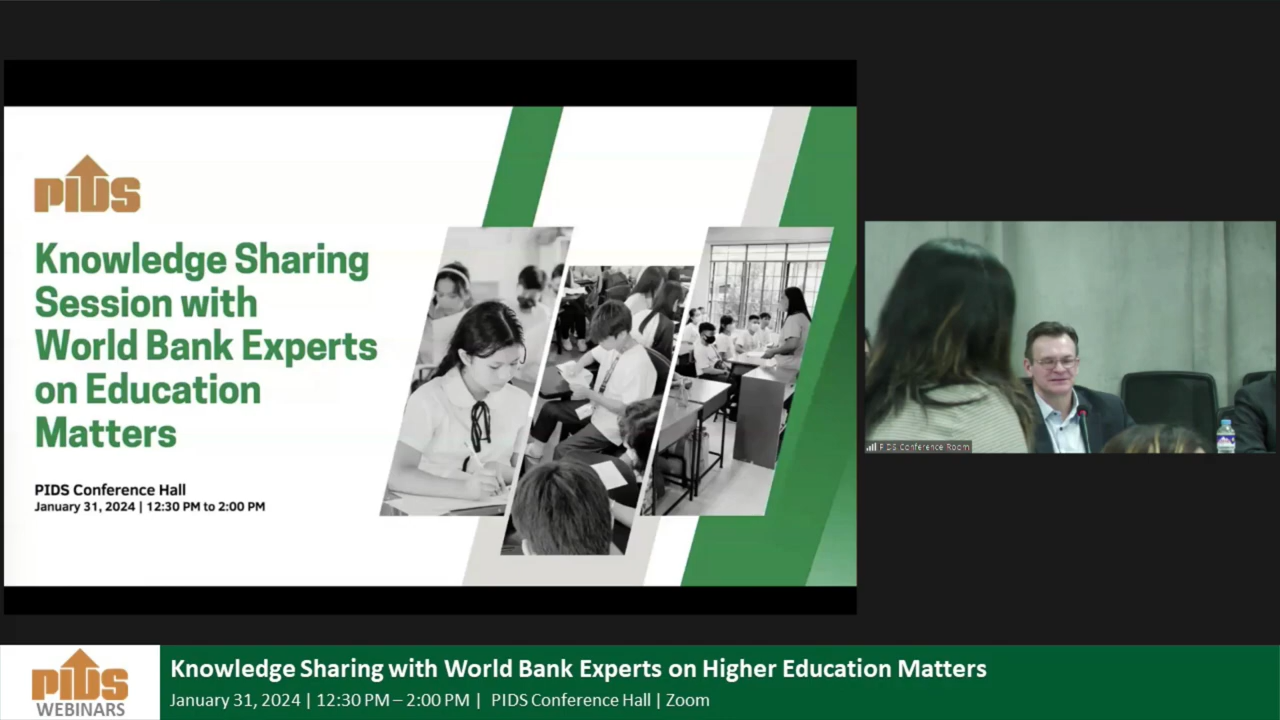 PIDS
Knowledge Sharing
Session with
World Bank Experts
on Education
Matters
PIDS Conference Hall
January 31, 2024 | 12:30 PM to 2:00 PM
PIDS Conference Room
PIDS
WEBINARS
Knowledge Sharing with World Bank Experts on Higher Education Matters
January 31, 2024 | 12:30 PM – 2:00 PM | PIDS Conference Hall | Zoom